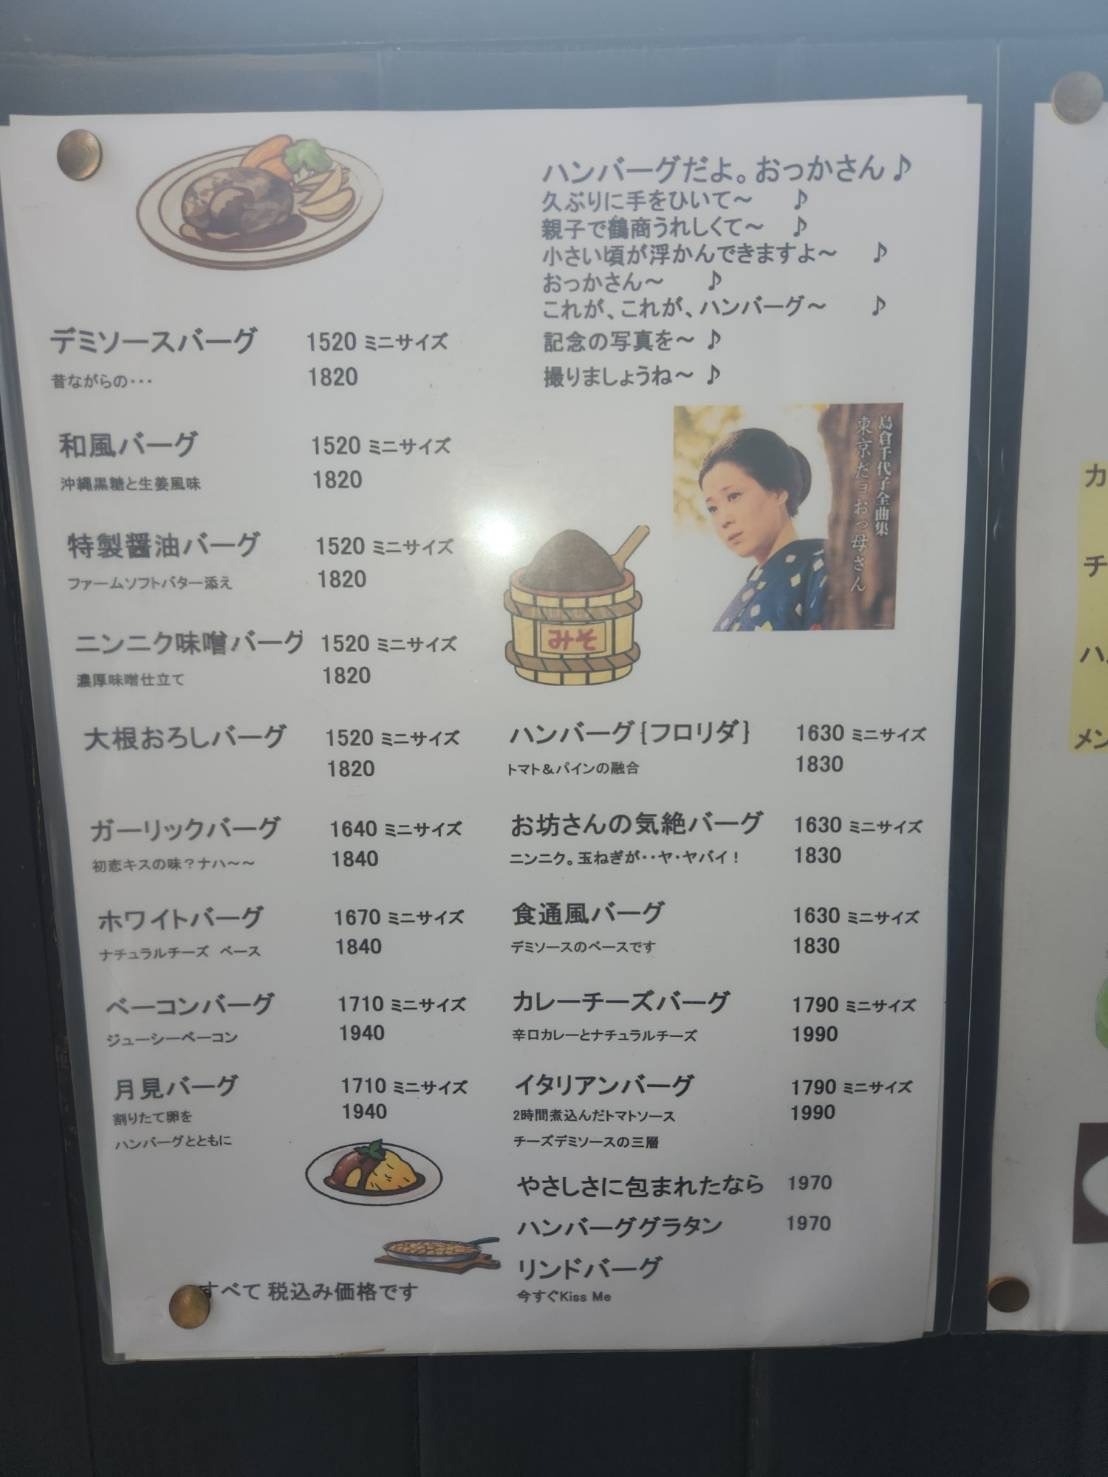 ハンバーグだよ。おっかさん♪
久ぶりに手をひいて～ ♪
親子で鶴商うれしくて～ ♪
小さい頃が浮かんできますよ～ ♪
おっかさん～ ♪
これが、これが、ハンバーグ～ ♪
記念の写真を～ ♪
撮りましょうね～ ♪
島倉千代子全曲集
東京だョおっ母さん
みそ
デミソースバーグ 1520 ミニサイズ
昔ながらの・・・ 1820
和風バーグ 1520 ミニサイズ
沖縄黒糖と生姜風味 1820
特製醤油バーグ 1520 ミニサイズ
ファームソフトバター添え 1820
ニンニク味噌バーグ 1520 ミニサイズ
濃厚味噌仕立て 1820
大根おろしバーグ 1520 ミニサイズ
1820
ガーリックバーグ 1640 ミニサイズ
初恋キスの味？ナハ～～ 1840
ホワイトバーグ 1670 ミニサイズ
ナチュラルチーズ ベース 1840
ベーコンバーグ 1710 ミニサイズ
ジューシーベーコン 1940
月見バーグ 1710 ミニサイズ
割りたて卵を 1940
ハンバーグとともに
すべて 税込み価格です
ハンバーグ{フロリダ} 1630 ミニサイズ
トマト＆パインの融合 1830
お坊さんの気絶バーグ 1630 ミニサイズ
ニンニク。玉ねぎが・・ヤ・ヤバイ！ 1830
食通風バーグ 1630 ミニサイズ
デミソースのベースです 1830
カレーチーズバーグ 1790 ミニサイズ
辛口カレーとナチュラルチーズ 1990
イタリアンバーグ 1790 ミニサイズ
2時間煮込んだトマトソース 1990
チーズデミソースの三層
やさしさに包まれたなら 1970
ハンバーググラタン 1970
リンドバーグ
今すぐKiss Me
カ
チ
ハ
メン